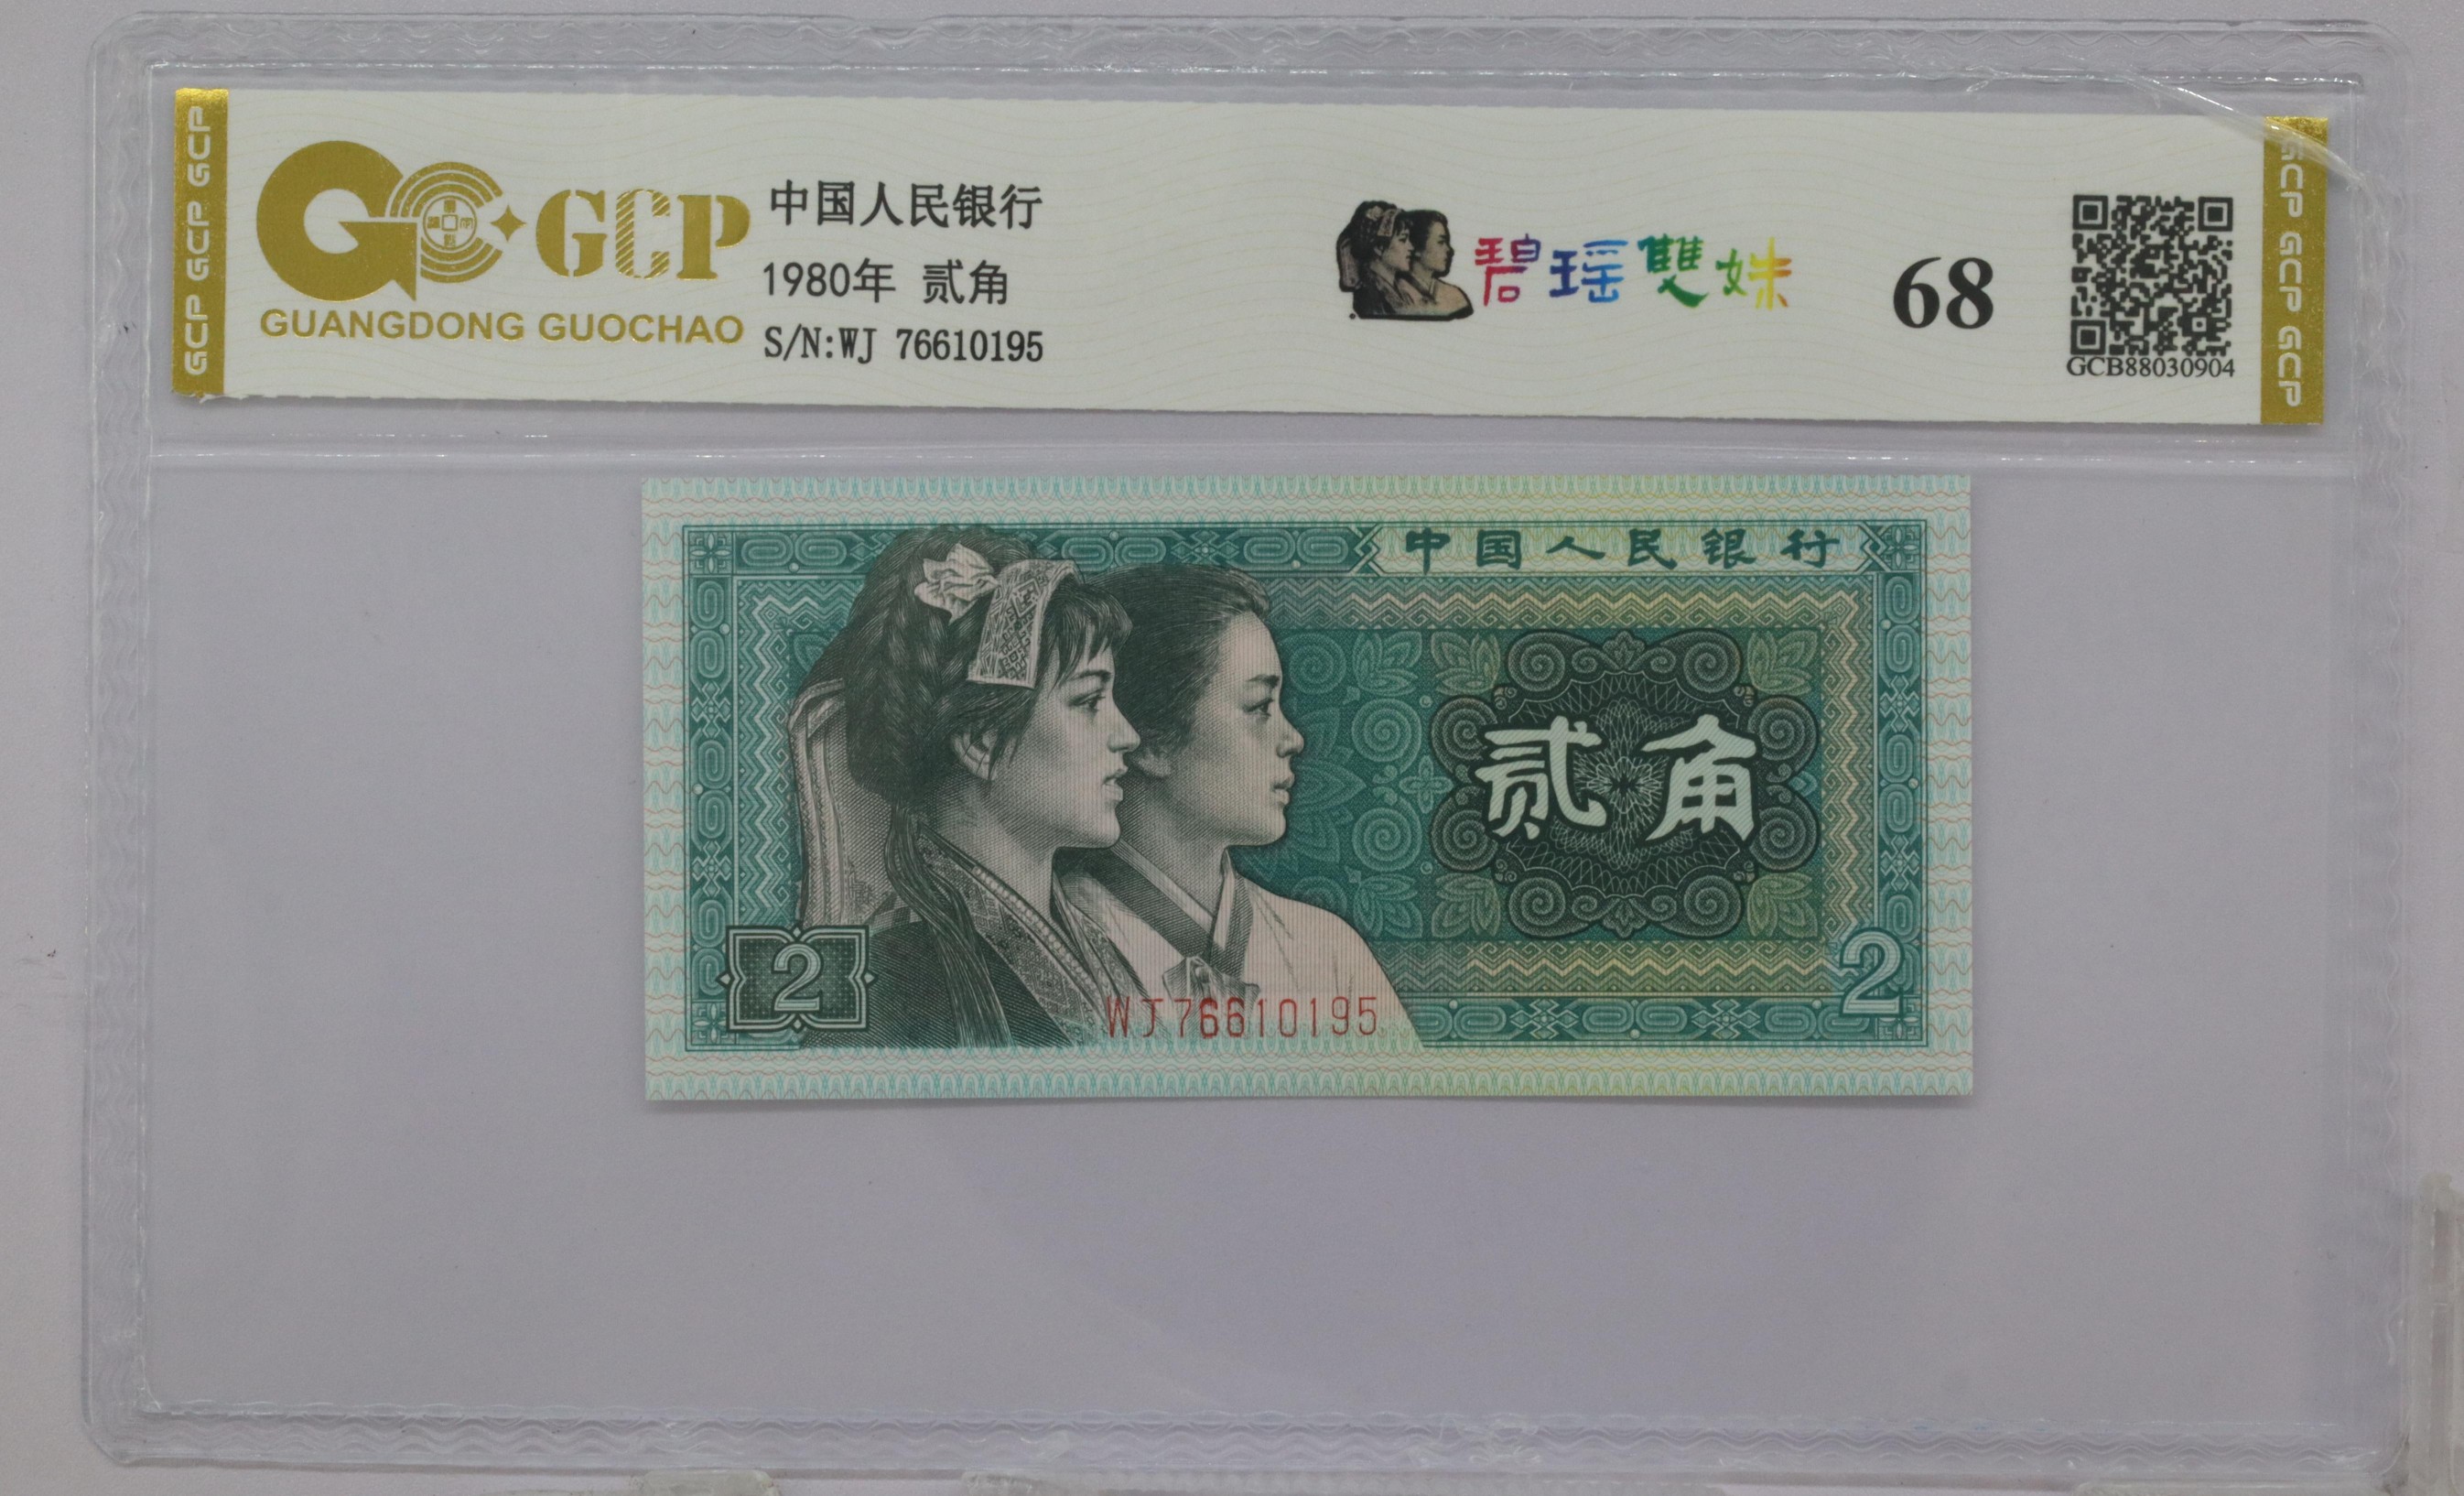 GCP GCP GCP
GCP
GUANGDONG GUOCHAO
中国人民银行
1980年 贰角
S/N:WJ 76610195
碧瑶雙姝
68
GCB88030904
GCP GCP GCP
中国人民银行
贰角
2
WJ76610195
2